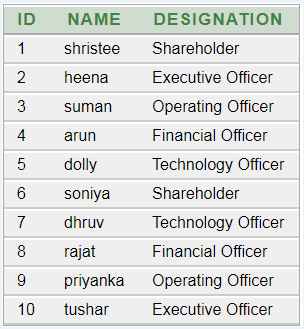 ID NAME DESIGNATION
1 shristee Shareholder
2 heena Executive Officer
3 suman Operating Officer
4 arun Financial Officer
5 dolly Technology Officer
6 soniya Shareholder
7 dhruv Technology Officer
8 rajat Financial Officer
9 priyanka Operating Officer
10 tushar Executive Officer